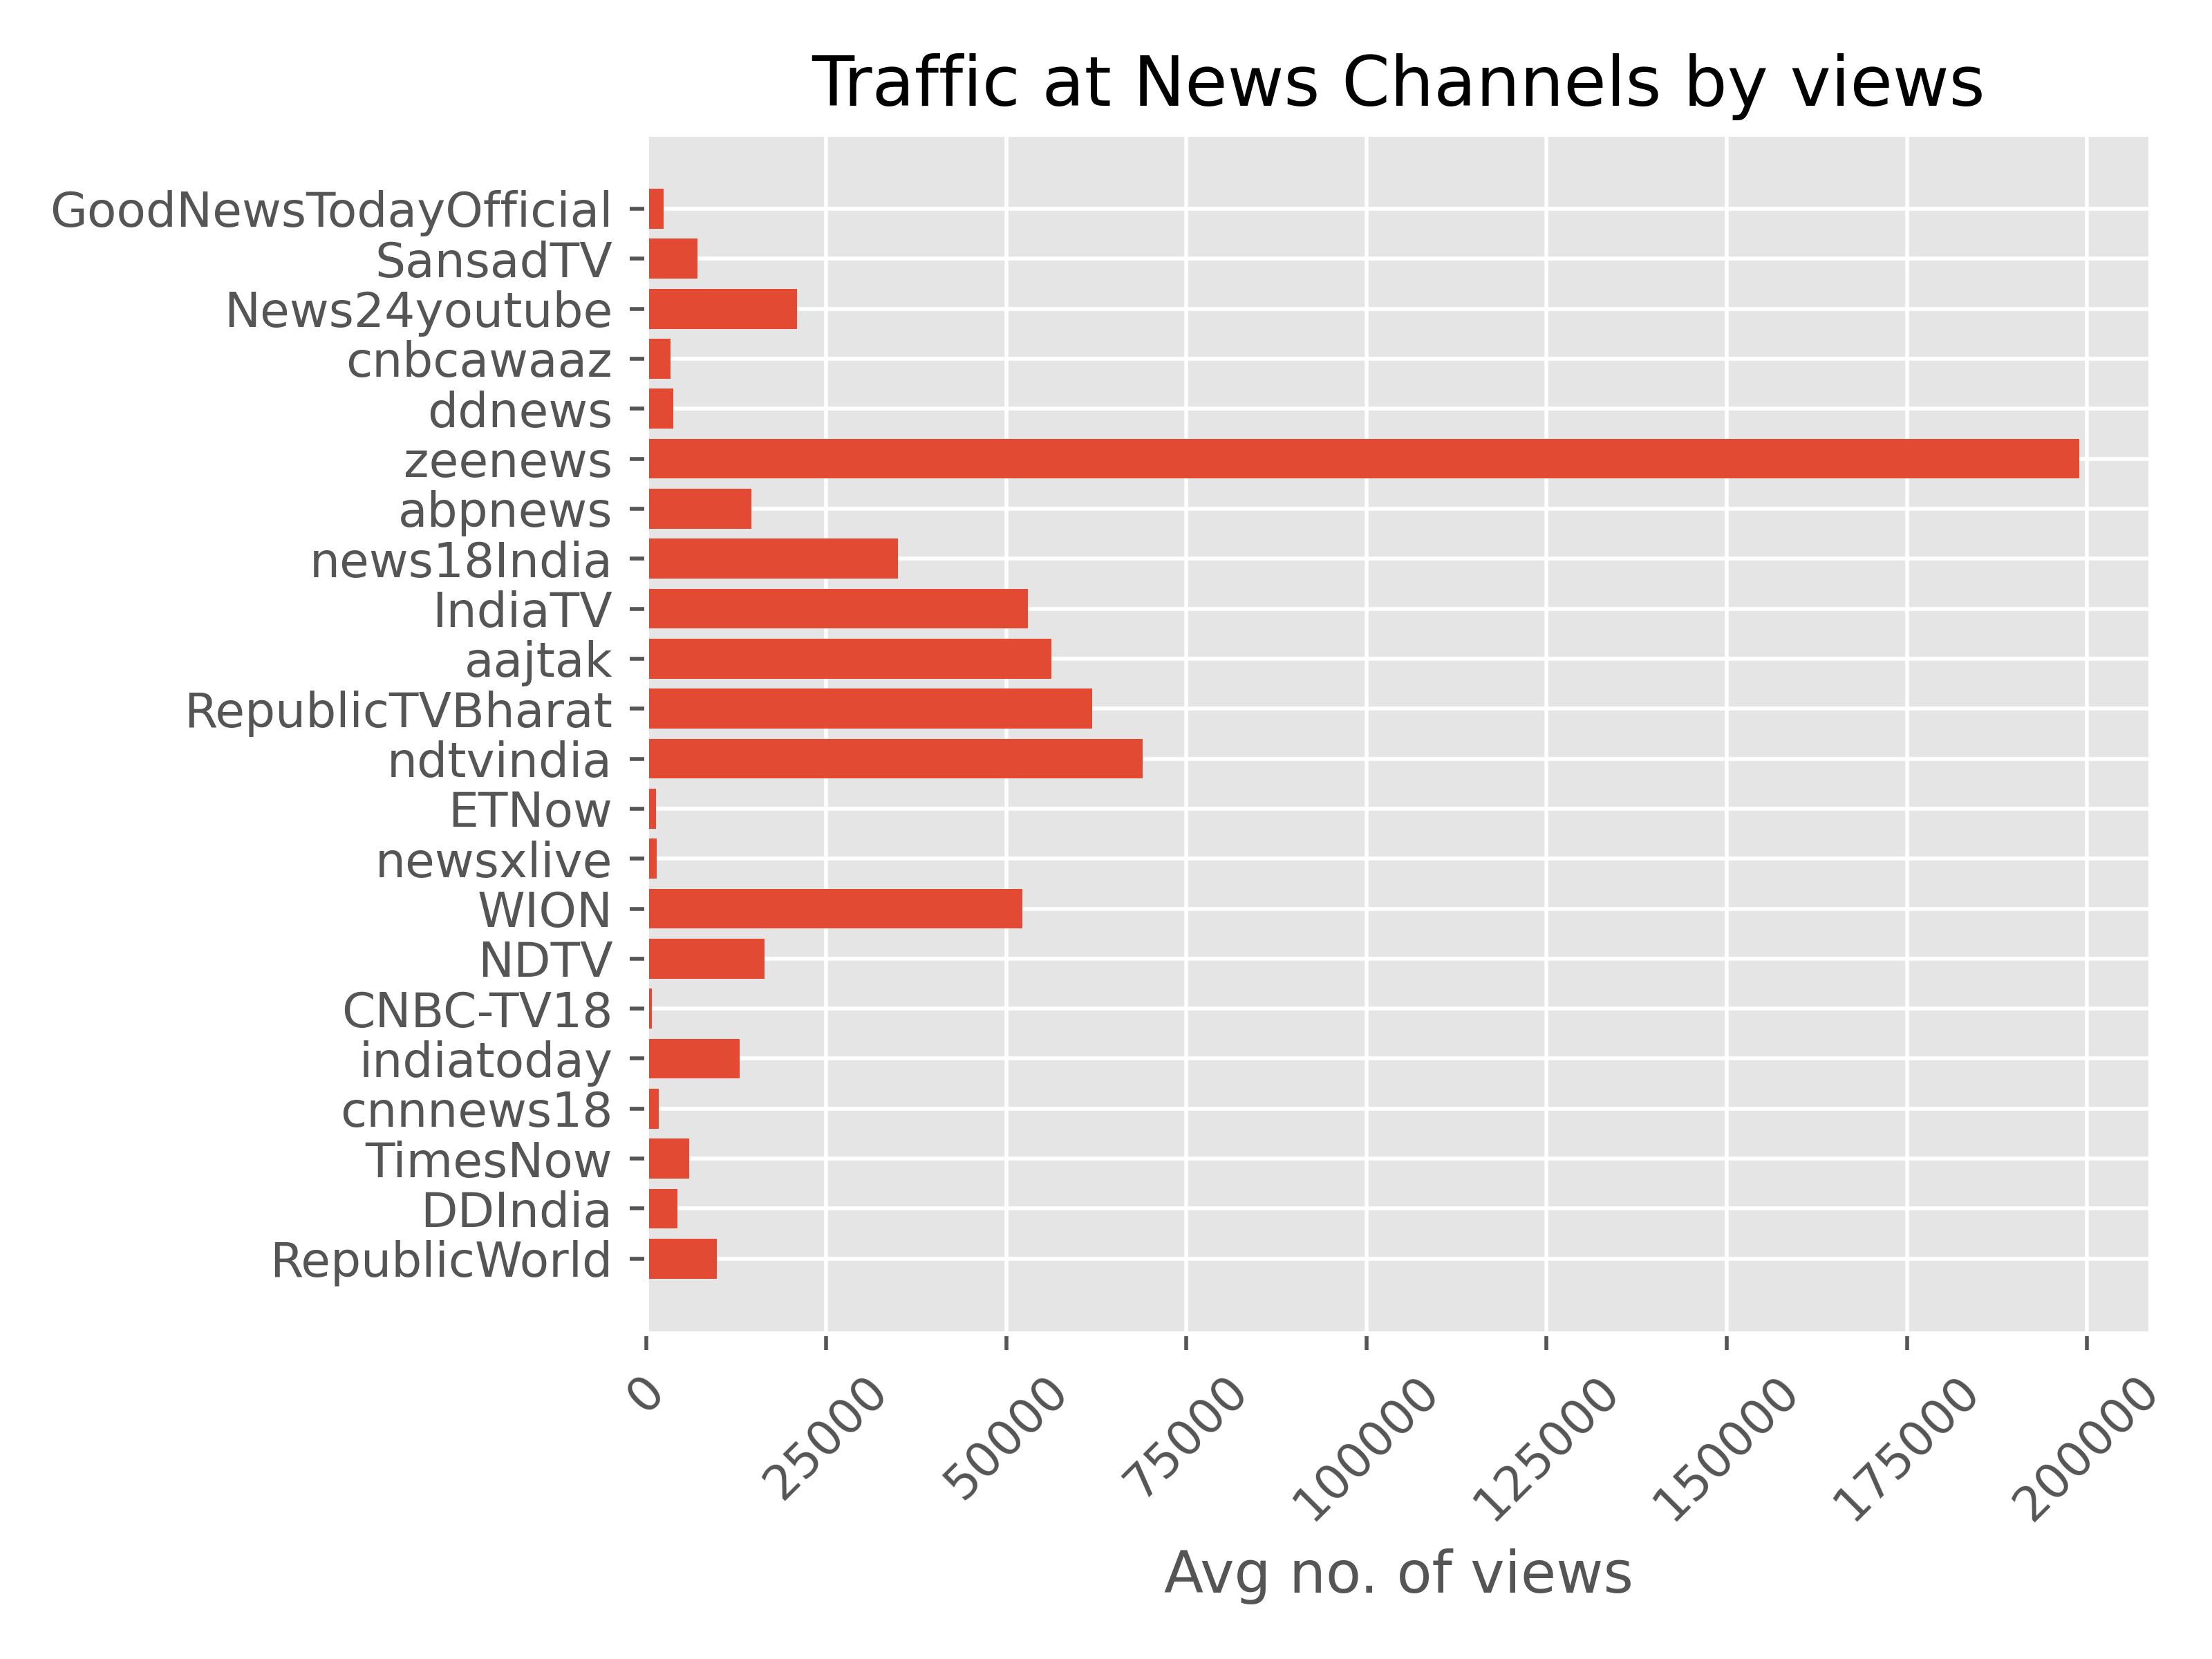 Traffic at News Channels by views
GoodNewsTodayOfficial
SansadTV
News24youtube
cnbcawaaz
ddnews
zeenews
abpnews
news18India
IndiaTV
aajtak
RepublicTVBharat
ndtvindia
ETNow
newsxlive
WION
NDTV
CNBC-TV18
indiatoday
cnnnews18
TimesNow
DDIndia
RepublicWorld
0 25000 50000 75000 100000 125000 150000 175000 200000
Avg no. of views